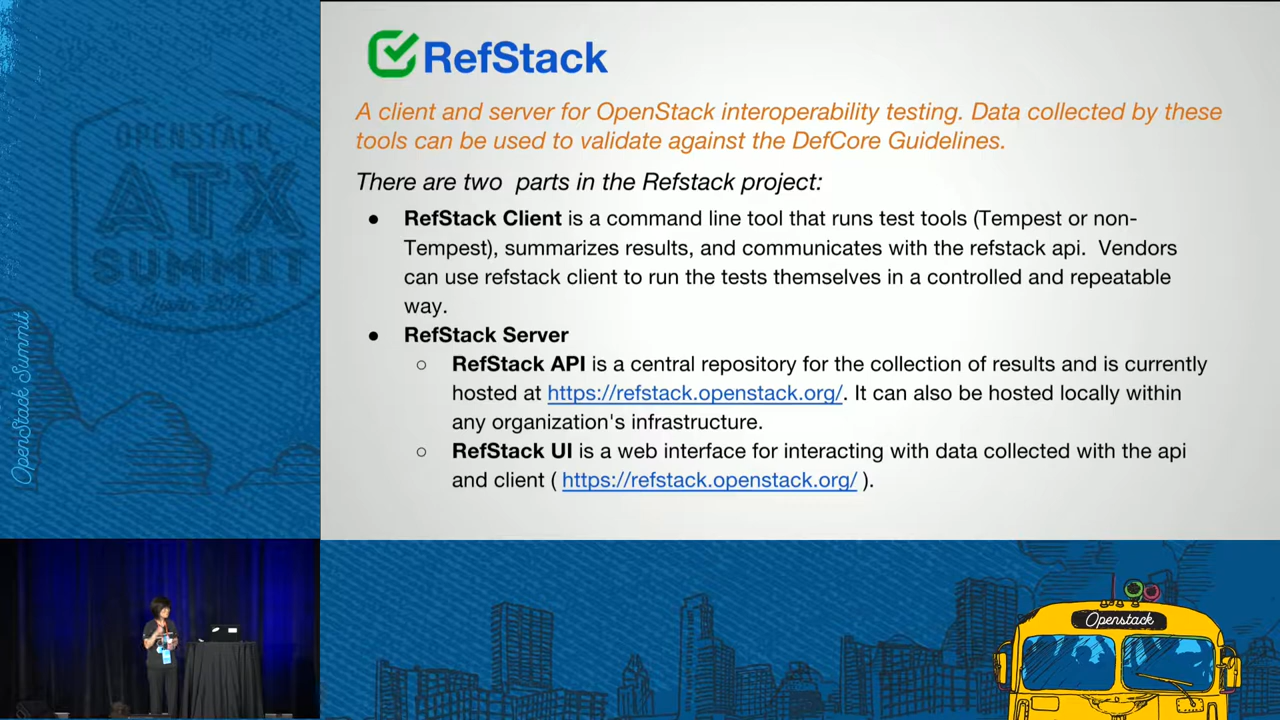 RefStack
A client and server for OpenStack interoperability testing. Data collected by these
tools can be used to validate against the DefCore Guidelines.
There are two  parts in the Refstack project:
● RefStack Client is a command line tool that runs test tools (Tempest or non-
Tempest), summarizes results, and communicates with the refstack api.  Vendors
can use refstack client to run the tests themselves in a controlled and repeatable
way.
● RefStack Server
○ RefStack API is a central repository for the collection of results and is currently
hosted at https://refstack.openstack.org/. It can also be hosted locally within
any organization's infrastructure.
○ RefStack UI is a web interface for interacting with data collected with the api
and client ( https://refstack.openstack.org/ ).
OPENSTACK
ATX
SUMMIT
Austin 2016
OpenStack Summit
Openstack